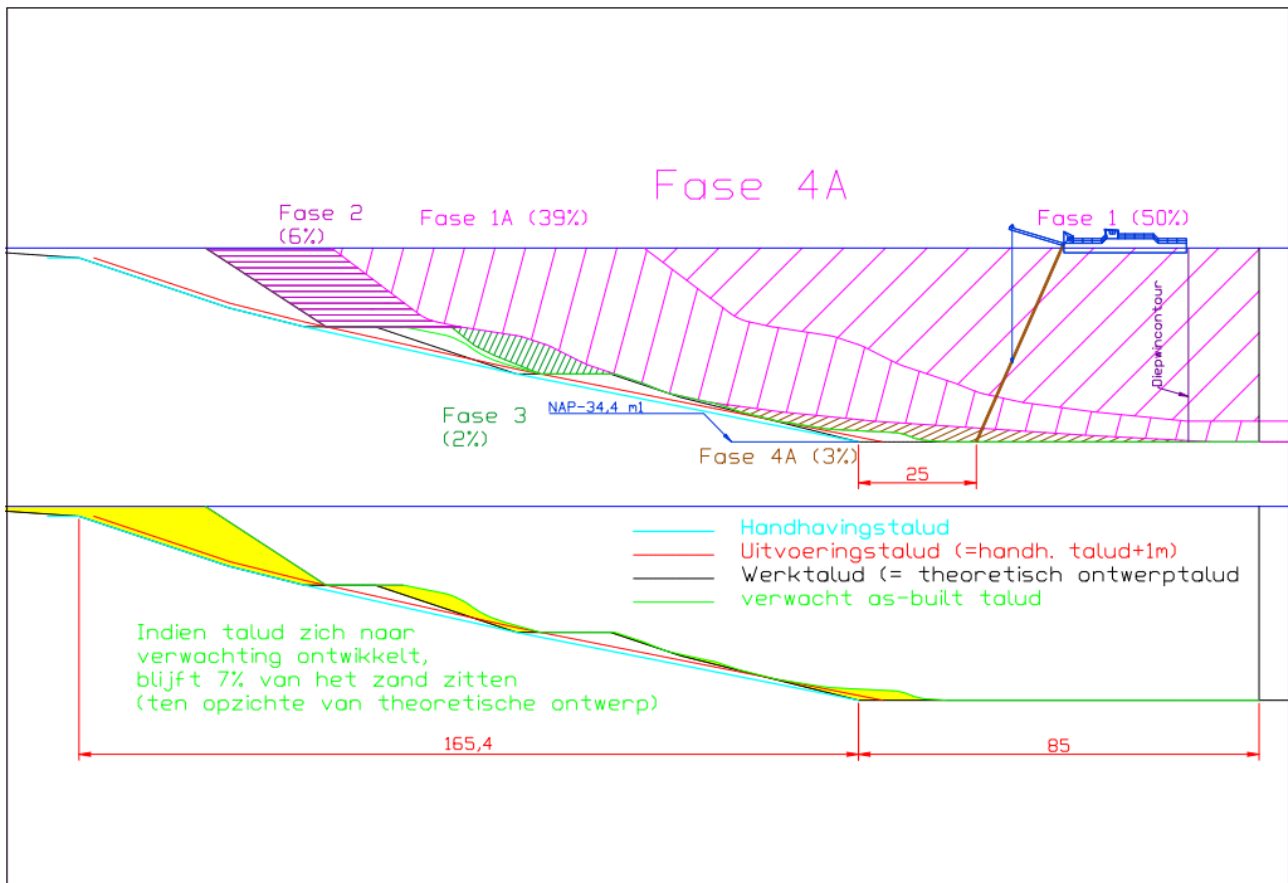 Fase 4A
Fase 2
(6%)
Fase 1A (39%)
Fase 1 (50%)
Diepwincontour
Fase 3
(2%)
NAP-34,4 m1
Fase 4A (3%)
25
Handhavingstalud
Uitvoeringstalud (=handh. talud+1m)
Werktalud (= theoretisch ontwerptalud
verwacht as-built talud
Indien talud zich naar
verwachting ontwikkelt,
blijft 7% van het zand zitten
(ten opzichte van theoretische ontwerp)
165,4
85